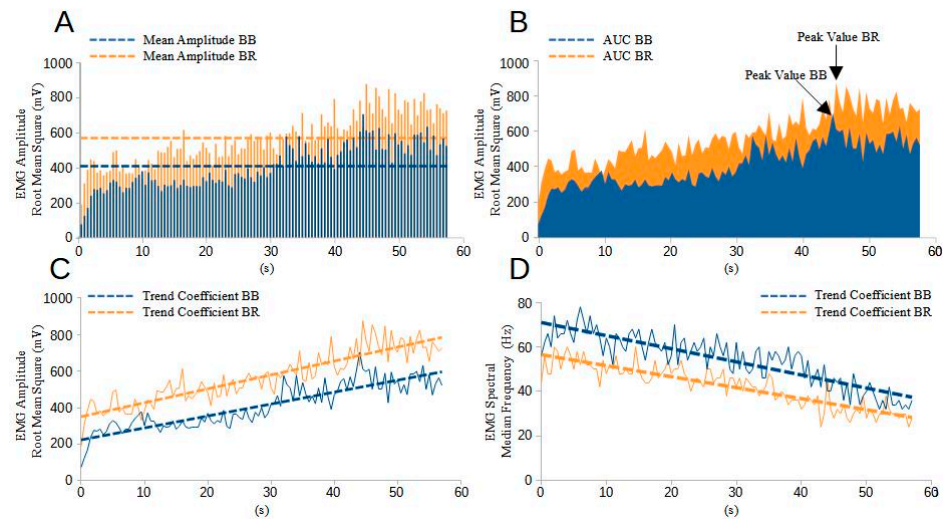 A
Mean Amplitude BB
Mean Amplitude BR
EMG Amplitude
Root Mean Square (mV)
1000
800
600
400
200
0
0 10 20 30 40 50 60
(s)
B
AUC BB
AUC BR
Peak Value BR
Peak Value BB
EMG Amplitude
Root Mean Square (mV)
1000
800
600
400
200
0
0 10 20 30 40 50 60
(s)
C
Trend Coefficient BB
Trend Coefficient BR
EMG Amplitude
Root Mean Square (mV)
1000
800
600
400
200
0
0 10 20 30 40 50 60
(s)
D
Trend Coefficient BB
Trend Coefficient BR
EMG Spectral
Median Frequency (Hz)
80
60
40
20
0
0 10 20 30 40 50 60
(s)